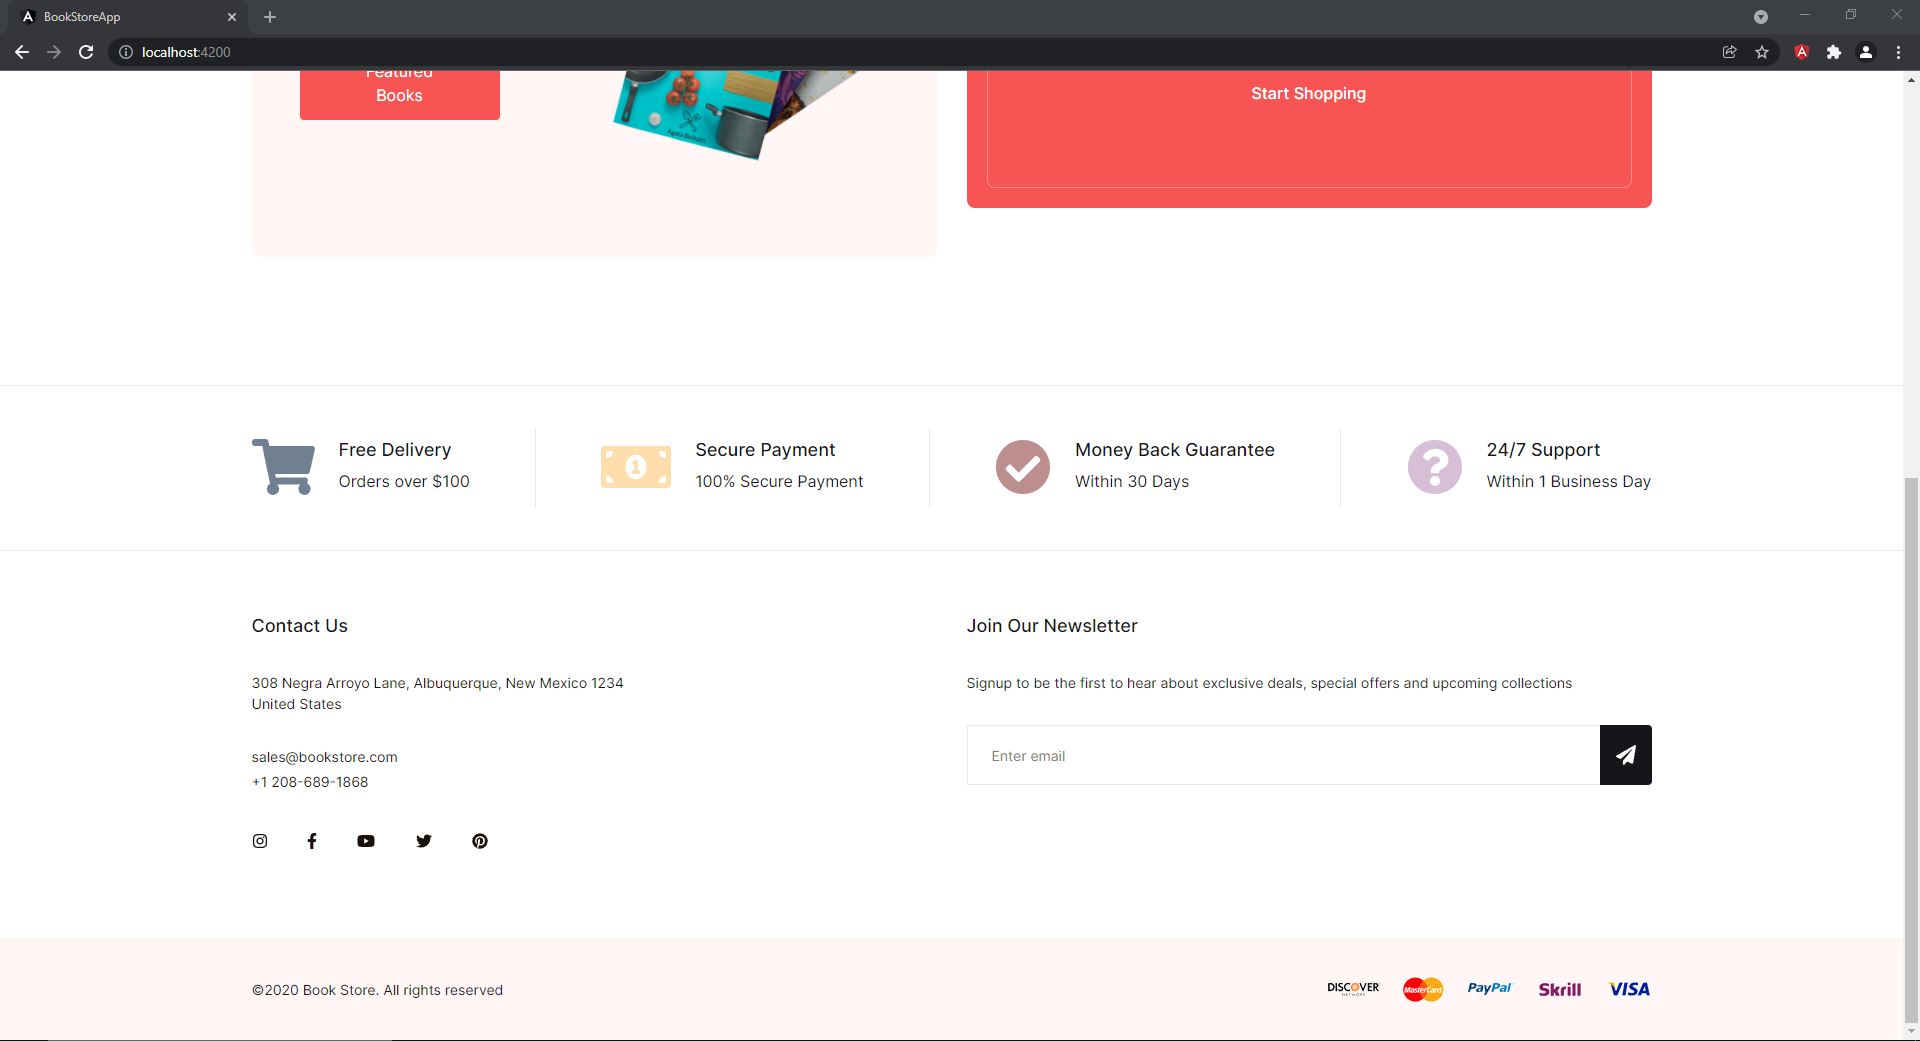 BookStoreApp
localhost:4200
Featured
Books
Agata Bellucci
Start Shopping
Free Delivery
Orders over $100
1
Secure Payment
100% Secure Payment
Money Back Guarantee
Within 30 Days
?
24/7 Support
Within 1 Business Day
Contact Us
308 Negra Arroyo Lane, Albuquerque, New Mexico 1234
United States
sales@bookstore.com
+1 208-689-1868
Join Our Newsletter
Signup to be the first to hear about exclusive deals, special offers and upcoming collections
Enter email
©2020 Book Store. All rights reserved
DISCOVER
NETWORK
MasterCard
PayPal
Skrill
VISA